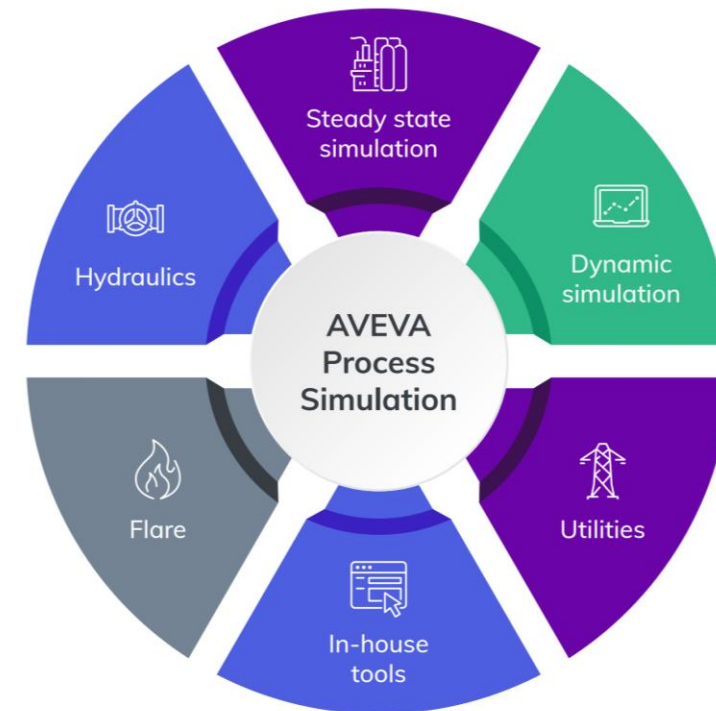 Steady state
simulation
Dynamic
simulation
Utilities
In-house
tools
Flare
Hydraulics
AVEVA
Process
Simulation